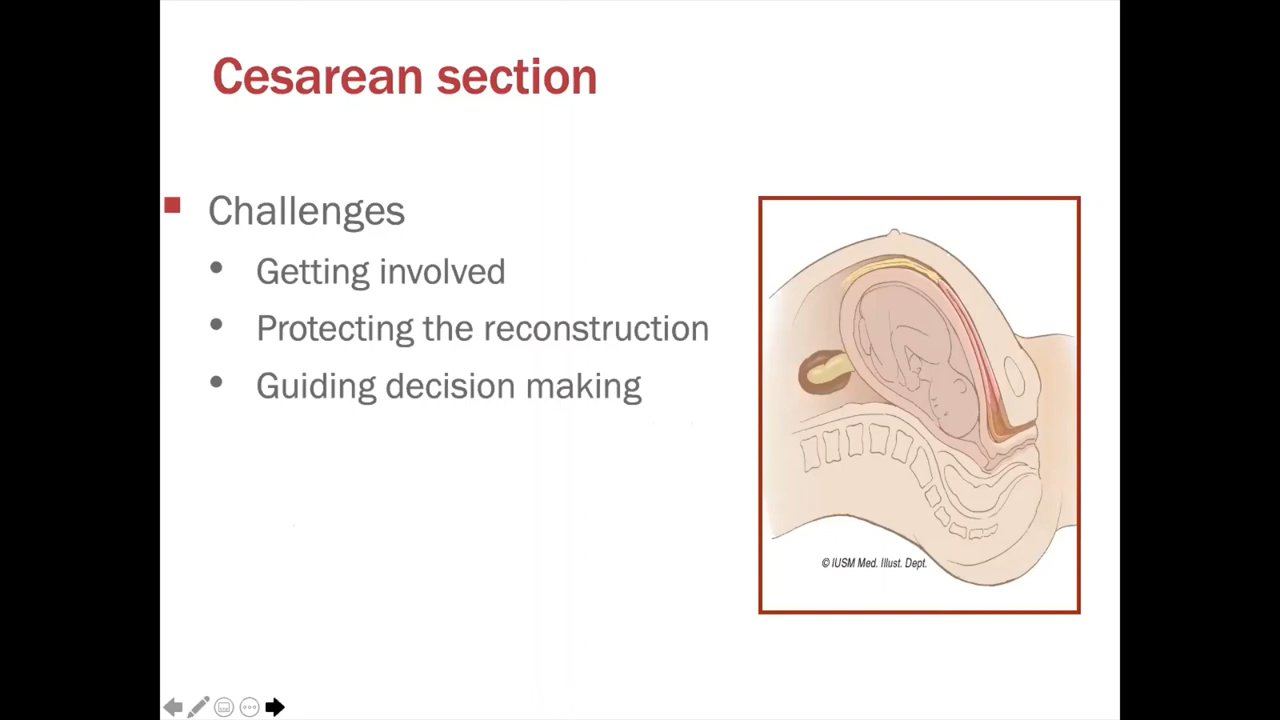 Cesarean section
Challenges
Getting involved
Protecting the reconstruction
Guiding decision making
© IUSM Med. Illust. Dept.